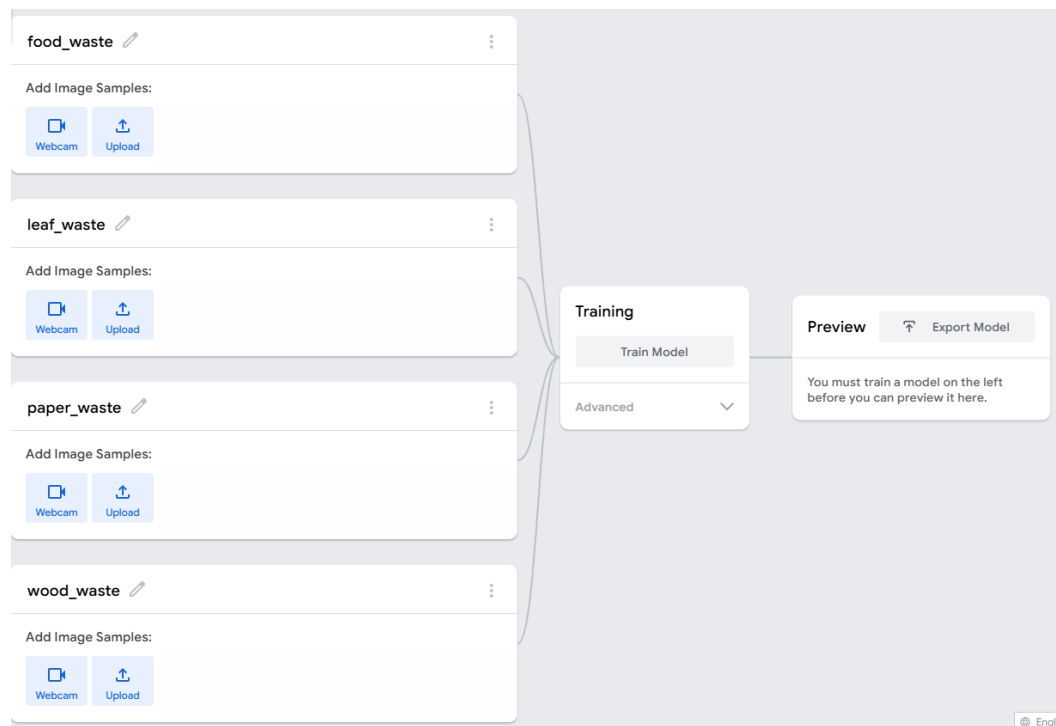 food_waste
Add Image Samples:
Webcam
Upload
leaf_waste
Add Image Samples:
Webcam
Upload
paper_waste
Add Image Samples:
Webcam
Upload
wood_waste
Add Image Samples:
Webcam
Upload
Training
Train Model
Advanced
Preview
Export Model
You must train a model on the left
before you can preview it here.